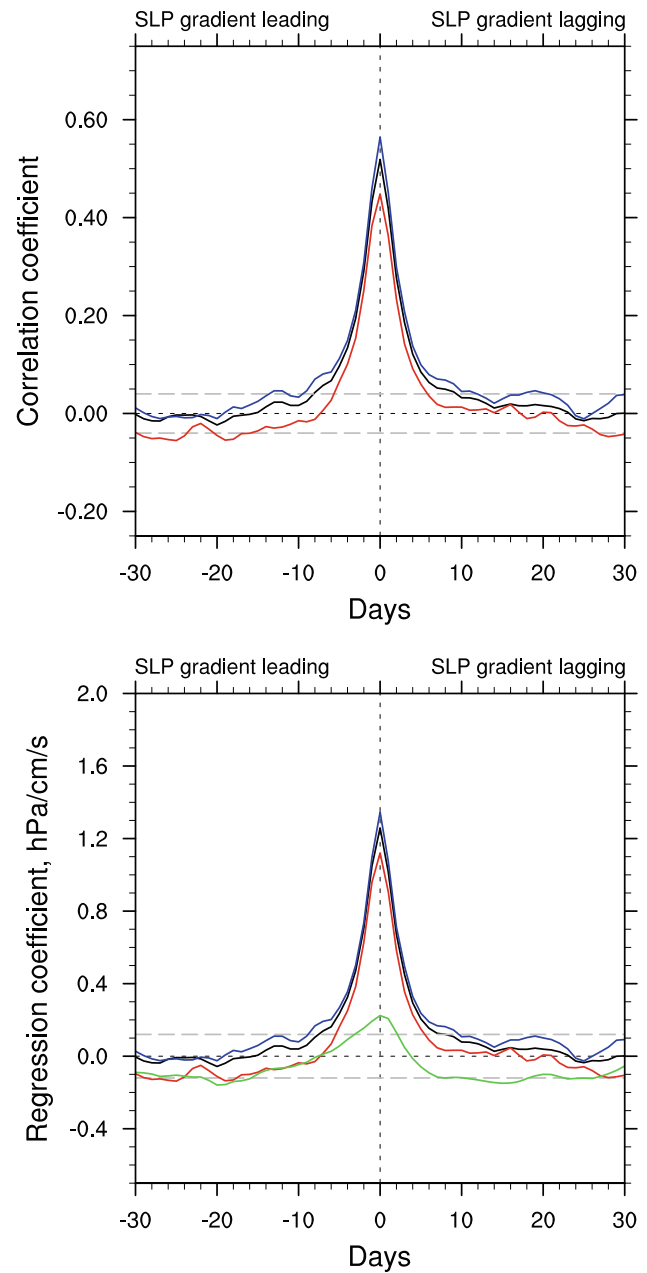 SLP gradient leading SLP gradient lagging
0.60
0.40
0.20
0.00
-0.20
Correlation coefficient
-30 -20 -10 0 10 20 30
Days
SLP gradient leading SLP gradient lagging
2.0
1.6
1.2
0.8
0.4
0.0
-0.4
Regression coefficient, hPa/cm/s
-30 -20 -10 0 10 20 30
Days